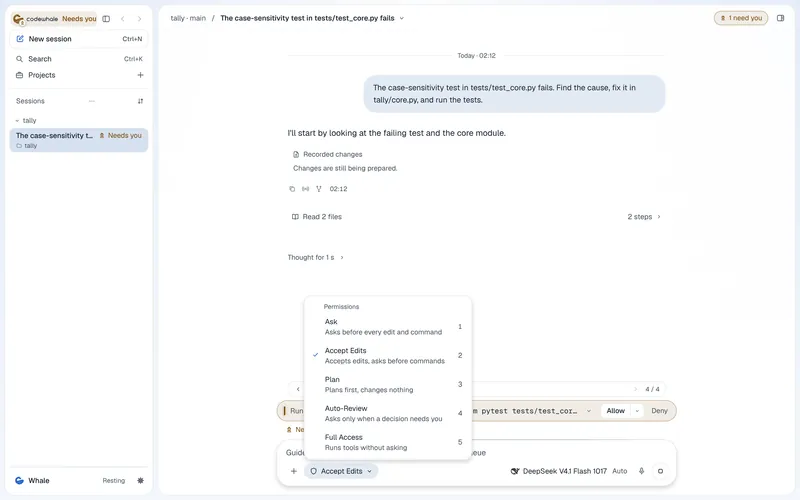 codewhale Needs you
New session Ctrl+N
Search Ctrl+K
Projects
Sessions
tally
The case-sensitivity t... Needs you
tally
Whale Resting
tally · main / The case-sensitivity test in tests/test_core.py fails
1 need you
Today · 02:12
The case-sensitivity test in tests/test_core.py fails. Find the cause, fix it in
tally/core.py, and run the tests.
I'll start by looking at the failing test and the core module.
Recorded changes
Changes are still being prepared.
02:12
Read 2 files 2 steps
Thought for 1 s
Permissions
Ask
Asks before every edit and command 1
Accept Edits
Accepts edits, asks before commands 2
Plan
Plans first, changes nothing 3
Auto-Review
Asks only when a decision needs you 4
Full Access
Runs tools without asking 5
4 / 4
Run m pytest tests/test_cor... Allow Deny
Ne
Guide ueue
Accept Edits DeepSeek V4.1 Flash 1017 Auto